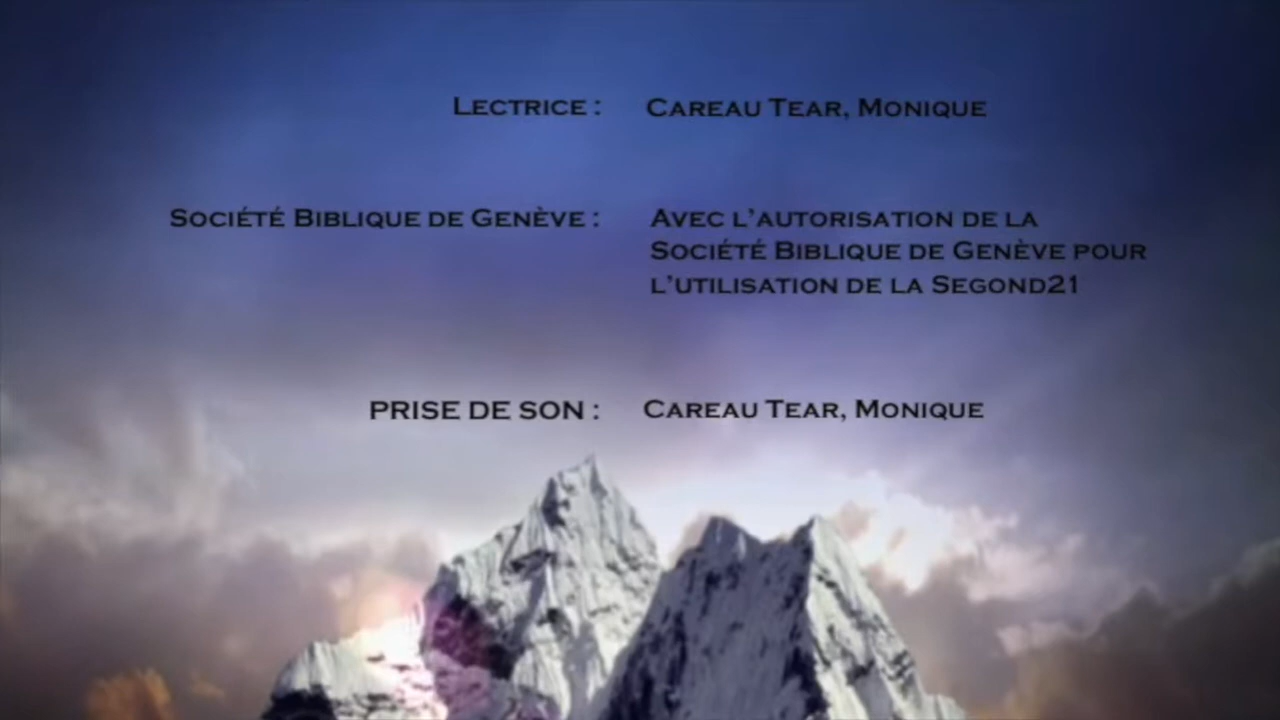 Lectrice : Careau Tear, Monique
Société Biblique de Genève : Avec l'autorisation de la
Société Biblique de Genève pour
l'utilisation de la Segond21
PRISE DE SON : Careau Tear, Monique